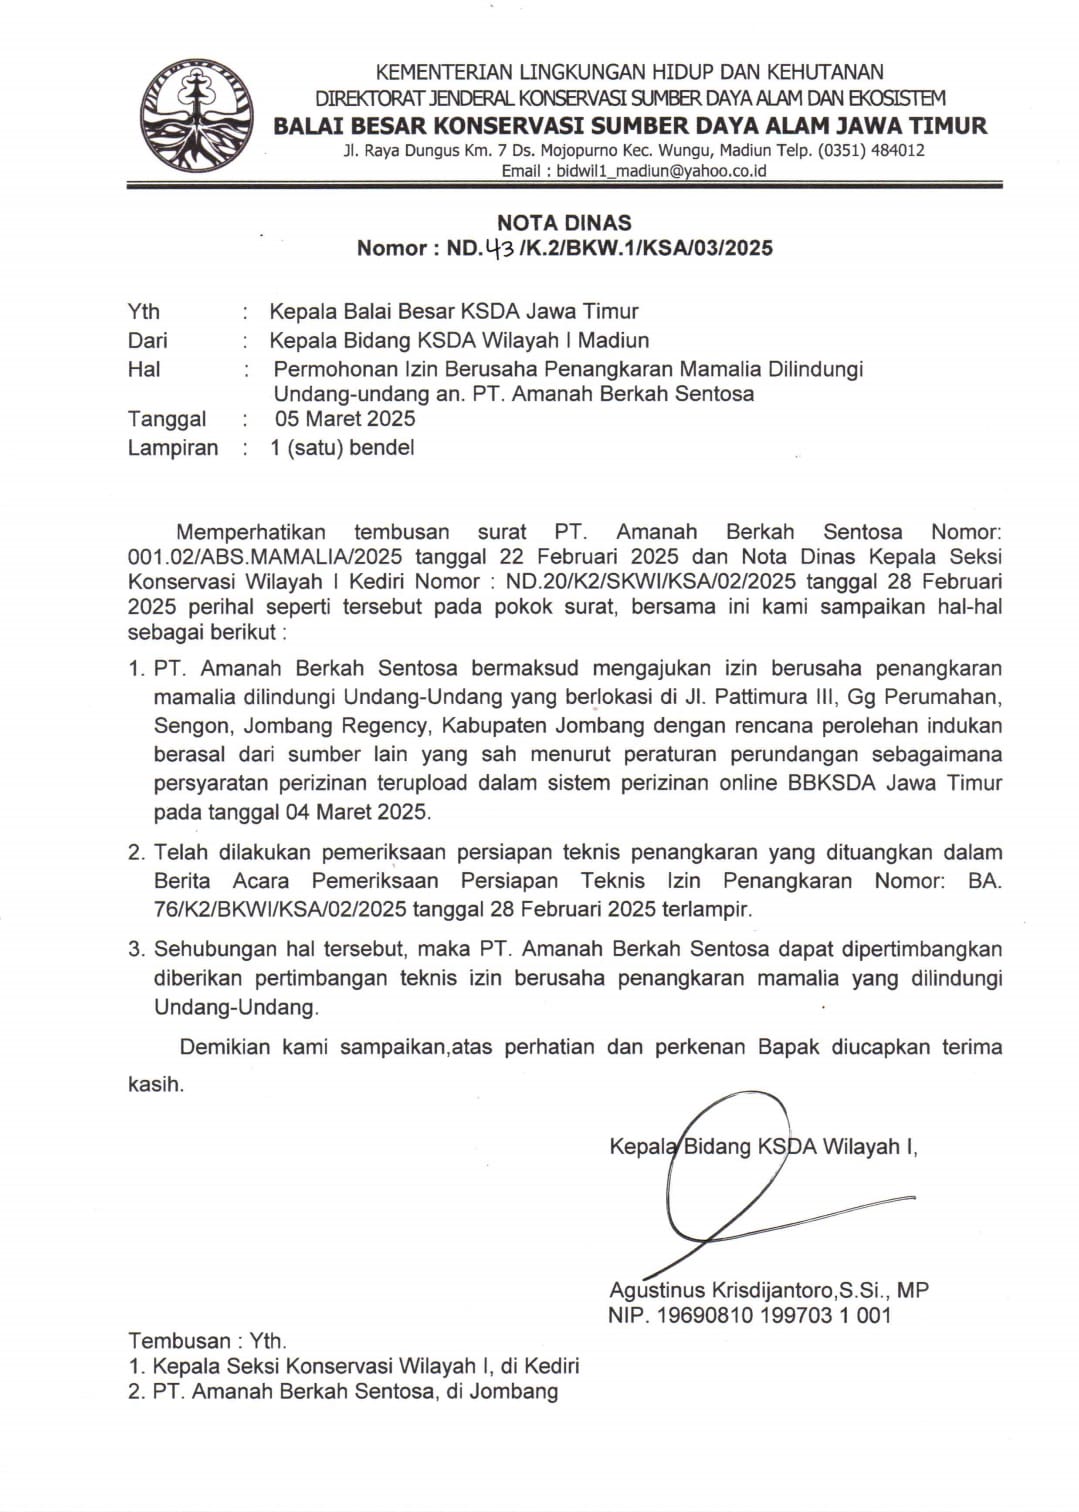 KEMENTERIAN LINGKUNGAN HIDUP DAN KEHUTANAN
DIREKTORAT JENDERAL KONSERVASI SUMBER DAYA ALAM DAN EKOSISTEM
BALAI BESAR KONSERVASI SUMBER DAYA ALAM JAWA TIMUR
Jl. Raya Dungus Km. 7 Ds. Mojopurno Kec. Wungu, Madiun Telp. (0351) 484012
Email : bidwil1_madiun@yahoo.co.id
NOTA DINAS
Nomor : ND.43/K.2/BKW.1/KSA/03/2025
Yth : Kepala Balai Besar KSDA Jawa Timur
Dari : Kepala Bidang KSDA Wilayah I Madiun
Hal : Permohonan Izin Berusaha Penangkaran Mamalia Dilindungi
Undang-undang an. PT. Amanah Berkah Sentosa
Tanggal : 05 Maret 2025
Lampiran : 1 (satu) bendel
Memperhatikan tembusan surat PT. Amanah Berkah Sentosa Nomor:
001.02/ABS.MAMALIA/2025 tanggal 22 Februari 2025 dan Nota Dinas Kepala Seksi
Konservasi Wilayah I Kediri Nomor : ND.20/K2/SKWI/KSA/02/2025 tanggal 28 Februari
2025 perihal seperti tersebut pada pokok surat, bersama ini kami sampaikan hal-hal
sebagai berikut :
1. PT. Amanah Berkah Sentosa bermaksud mengajukan izin berusaha penangkaran
mamalia dilindungi Undang-Undang yang berlokasi di Jl. Pattimura III, Gg Perumahan,
Sengon, Jombang Regency, Kabupaten Jombang dengan rencana perolehan indukan
berasal dari sumber lain yang sah menurut peraturan perundangan sebagaimana
persyaratan perizinan terupload dalam sistem perizinan online BBKSDA Jawa Timur
pada tanggal 04 Maret 2025.
2. Telah dilakukan pemeriksaan persiapan teknis penangkaran yang dituangkan dalam
Berita Acara Pemeriksaan Persiapan Teknis Izin Penangkaran Nomor: BA.
76/K2/BKWI/KSA/02/2025 tanggal 28 Februari 2025 terlampir.
3. Sehubungan hal tersebut, maka PT. Amanah Berkah Sentosa dapat dipertimbangkan
diberikan pertimbangan teknis izin berusaha penangkaran mamalia yang dilindungi
Undang-Undang.
Demikian kami sampaikan,atas perhatian dan perkenan Bapak diucapkan terima
kasih.
Kepala Bidang KSDA Wilayah I,
Agustinus Krisdijantoro,S.Si., MP
NIP. 19690810 199703 1 001
Tembusan : Yth.
1. Kepala Seksi Konservasi Wilayah I, di Kediri
2. PT. Amanah Berkah Sentosa, di Jombang